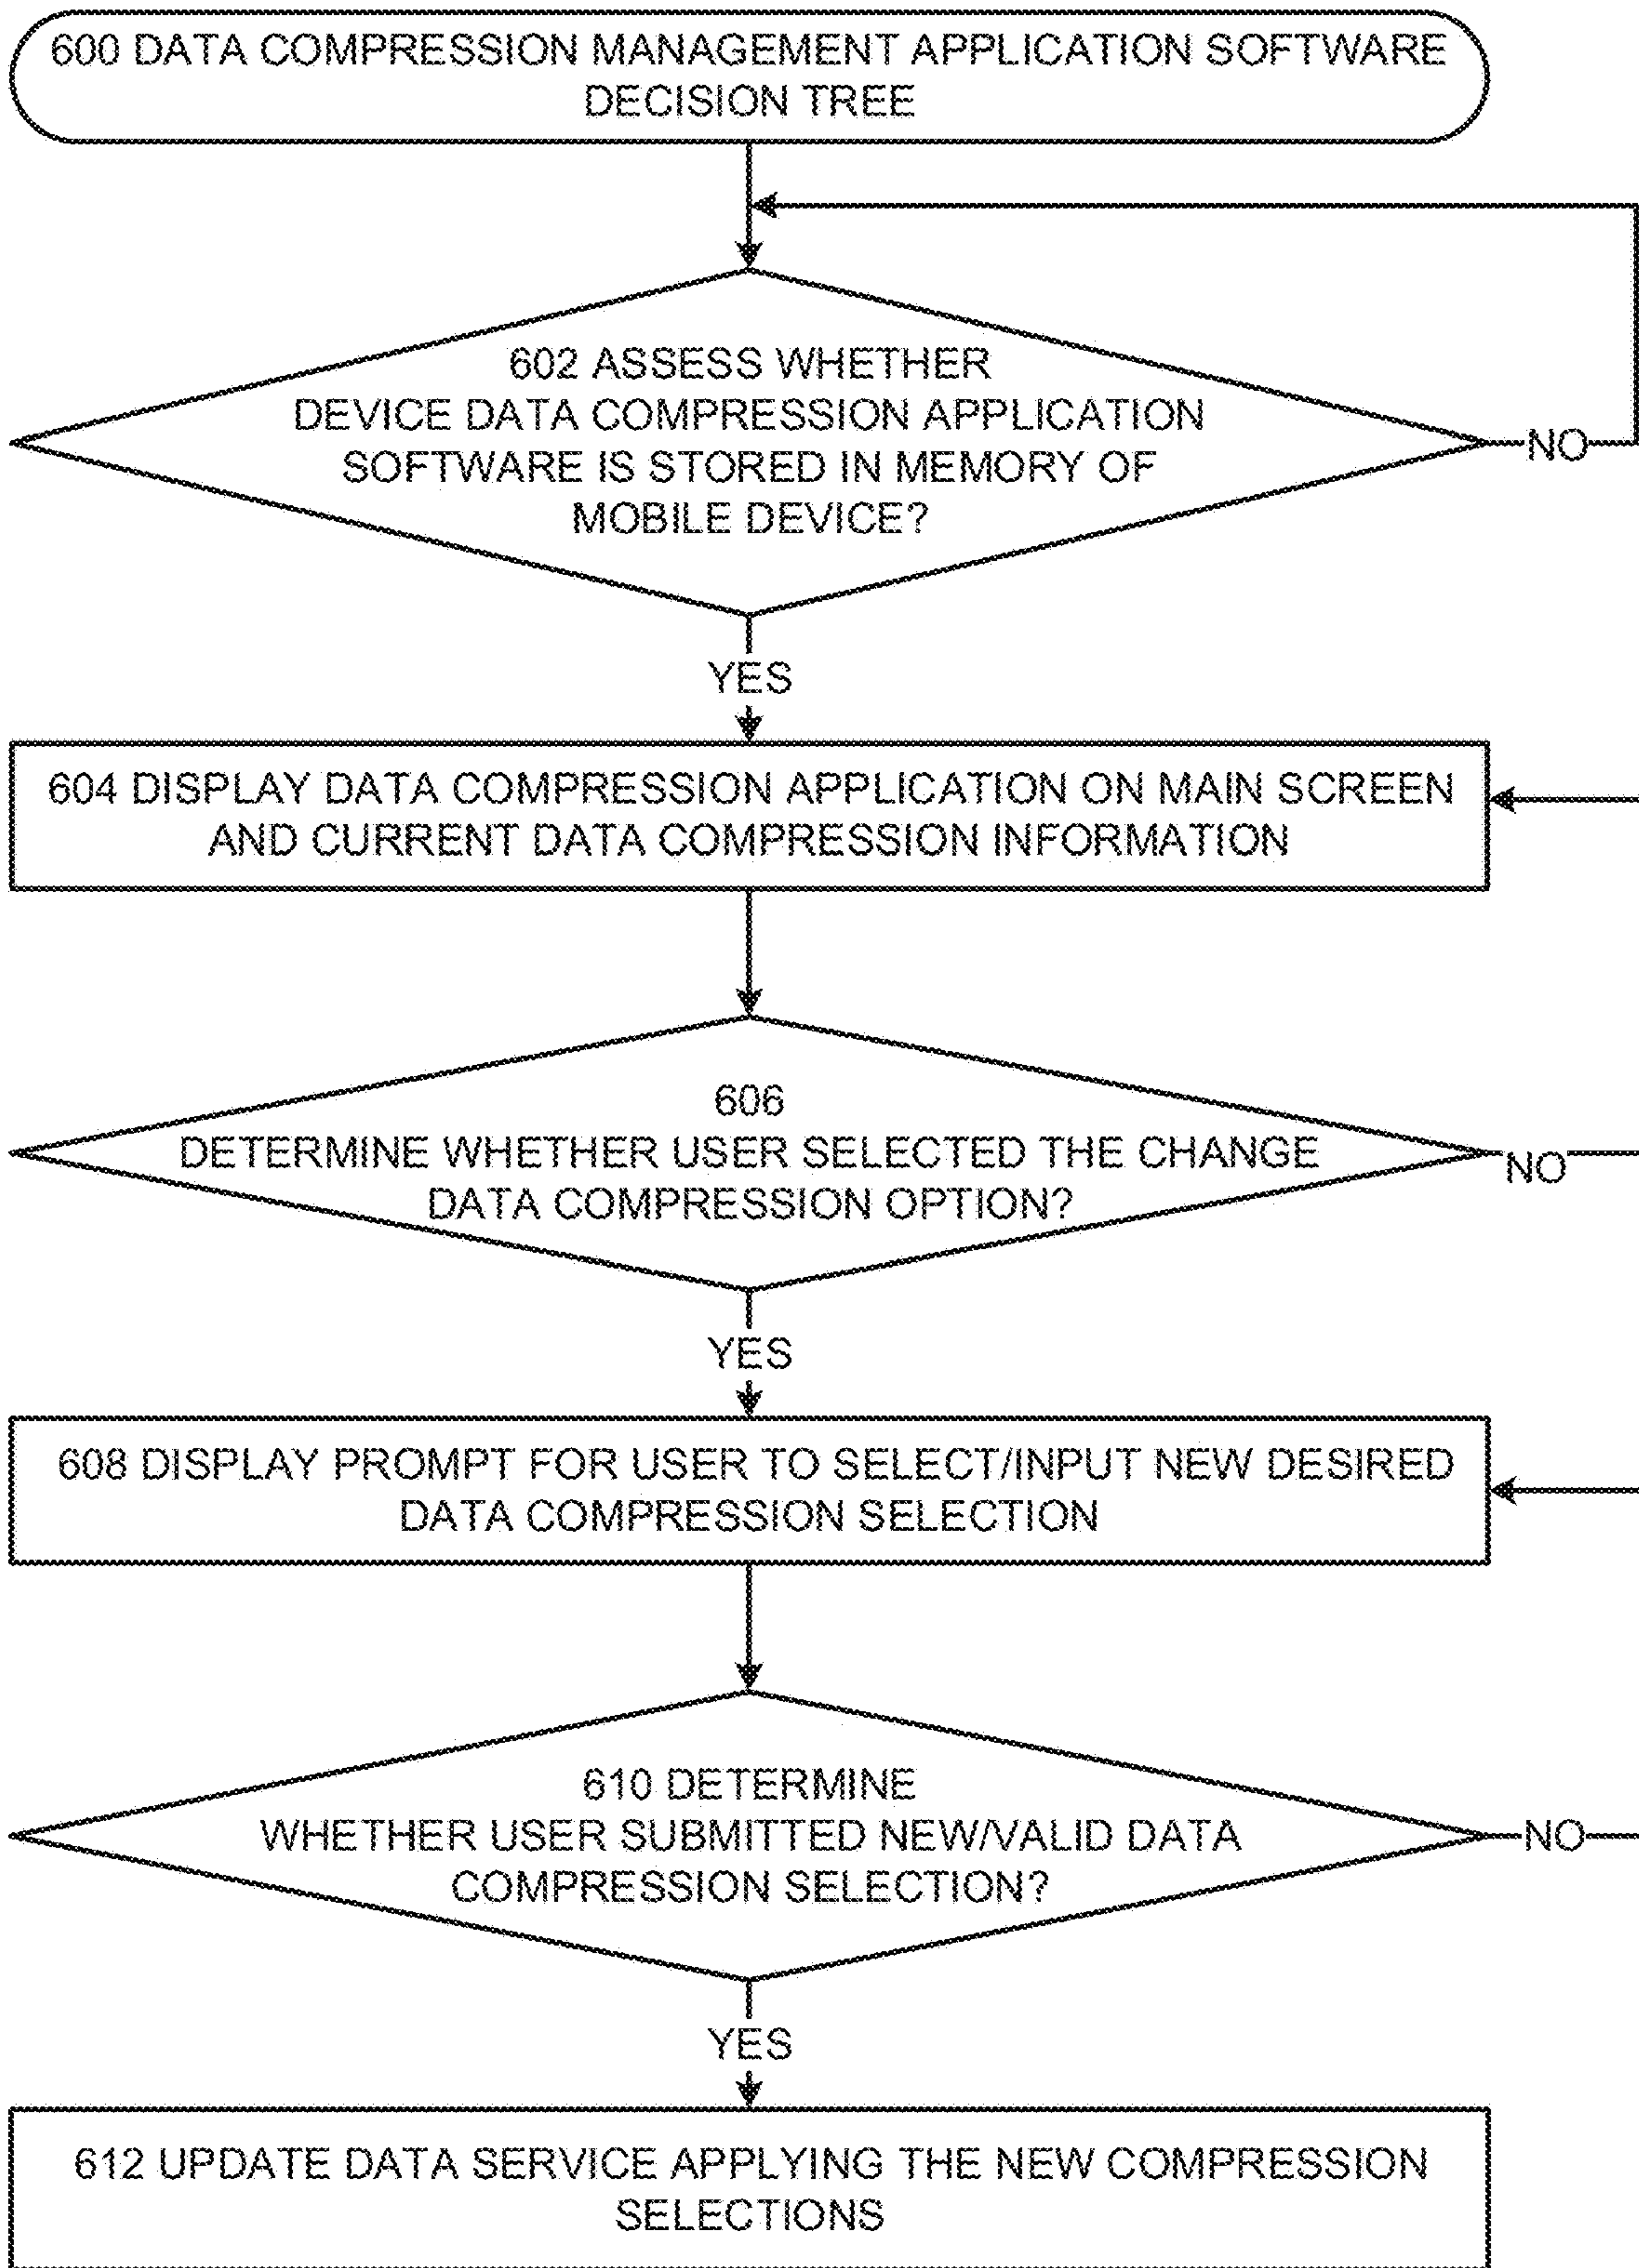 600 DATA COMPRESSION MANAGEMENT APPLICATION SOFTWARE
DECISION TREE
602 ASSESS WHETHER
DEVICE DATA COMPRESSION APPLICATION
SOFTWARE IS STORED IN MEMORY OF
MOBILE DEVICE?
NO
YES
604 DISPLAY DATA COMPRESSION APPLICATION ON MAIN SCREEN
AND CURRENT DATA COMPRESSION INFORMATION
606
DETERMINE WHETHER USER SELECTED THE CHANGE
DATA COMPRESSION OPTION?
NO
YES
608 DISPLAY PROMPT FOR USER TO SELECT/INPUT NEW DESIRED
DATA COMPRESSION SELECTION
610 DETERMINE
WHETHER USER SUBMITTED NEW/VALID DATA
COMPRESSION SELECTION?
NO
YES
612 UPDATE DATA SERVICE APPLYING THE NEW COMPRESSION
SELECTIONS